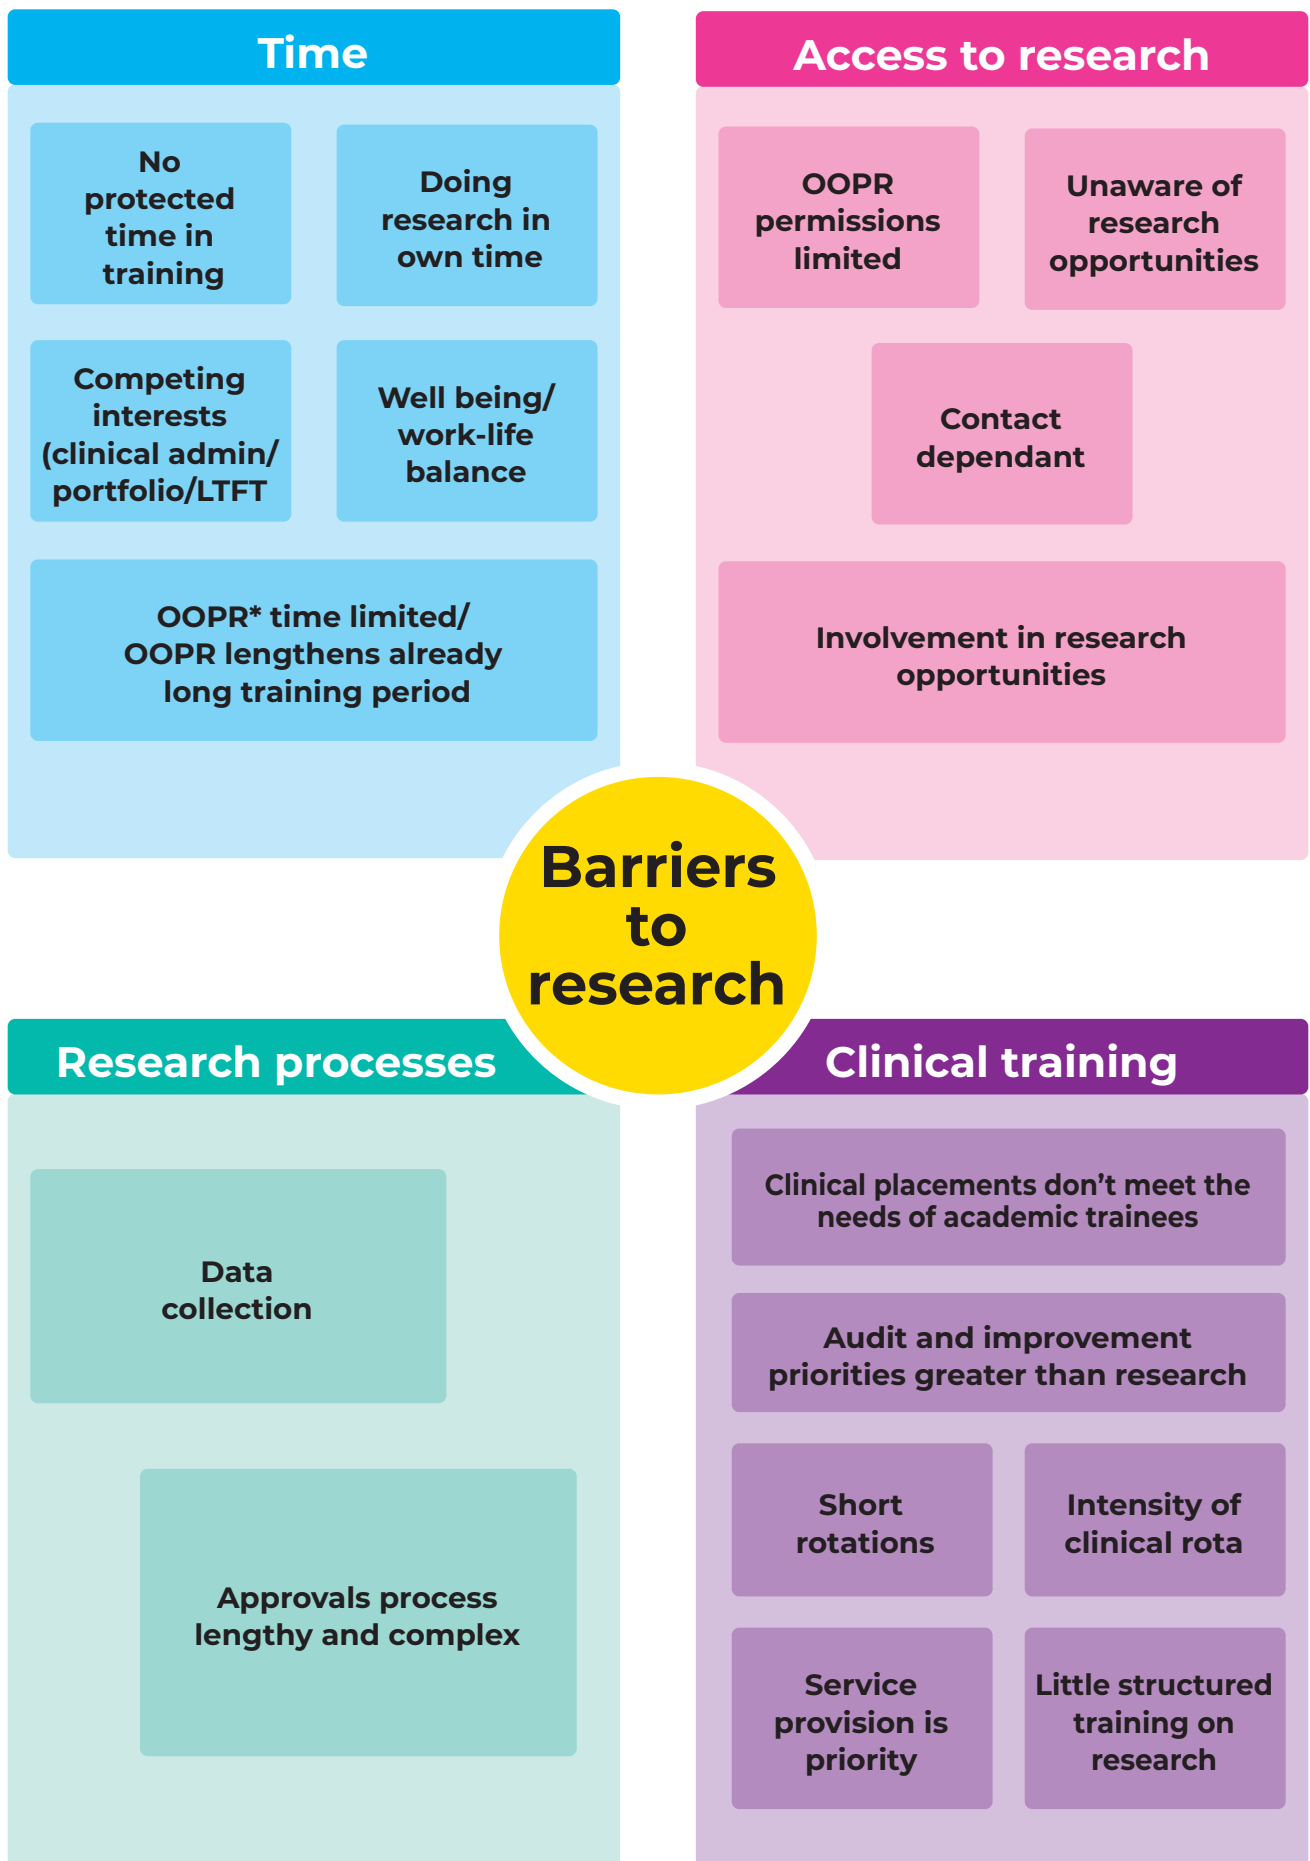 Time
No
protected
time in
training
Doing
research in
own time
Competing
interests
(clinical admin/
portfolio/LTFT
Well being/
work-life
balance
OOPR* time limited/
OOPR lengthens already
long training period
Access to research
OOPR
permissions
limited
Unaware of
research
opportunities
Contact
dependant
Involvement in research
opportunities
Barriers
to
research
Research processes
Data
collection
Approvals process
lengthy and complex
Clinical training
Clinical placements don’t meet the
needs of academic trainees
Audit and improvement
priorities greater than research
Short
rotations
Intensity of
clinical rota
Service
provision is
priority
Little structured
training on
research